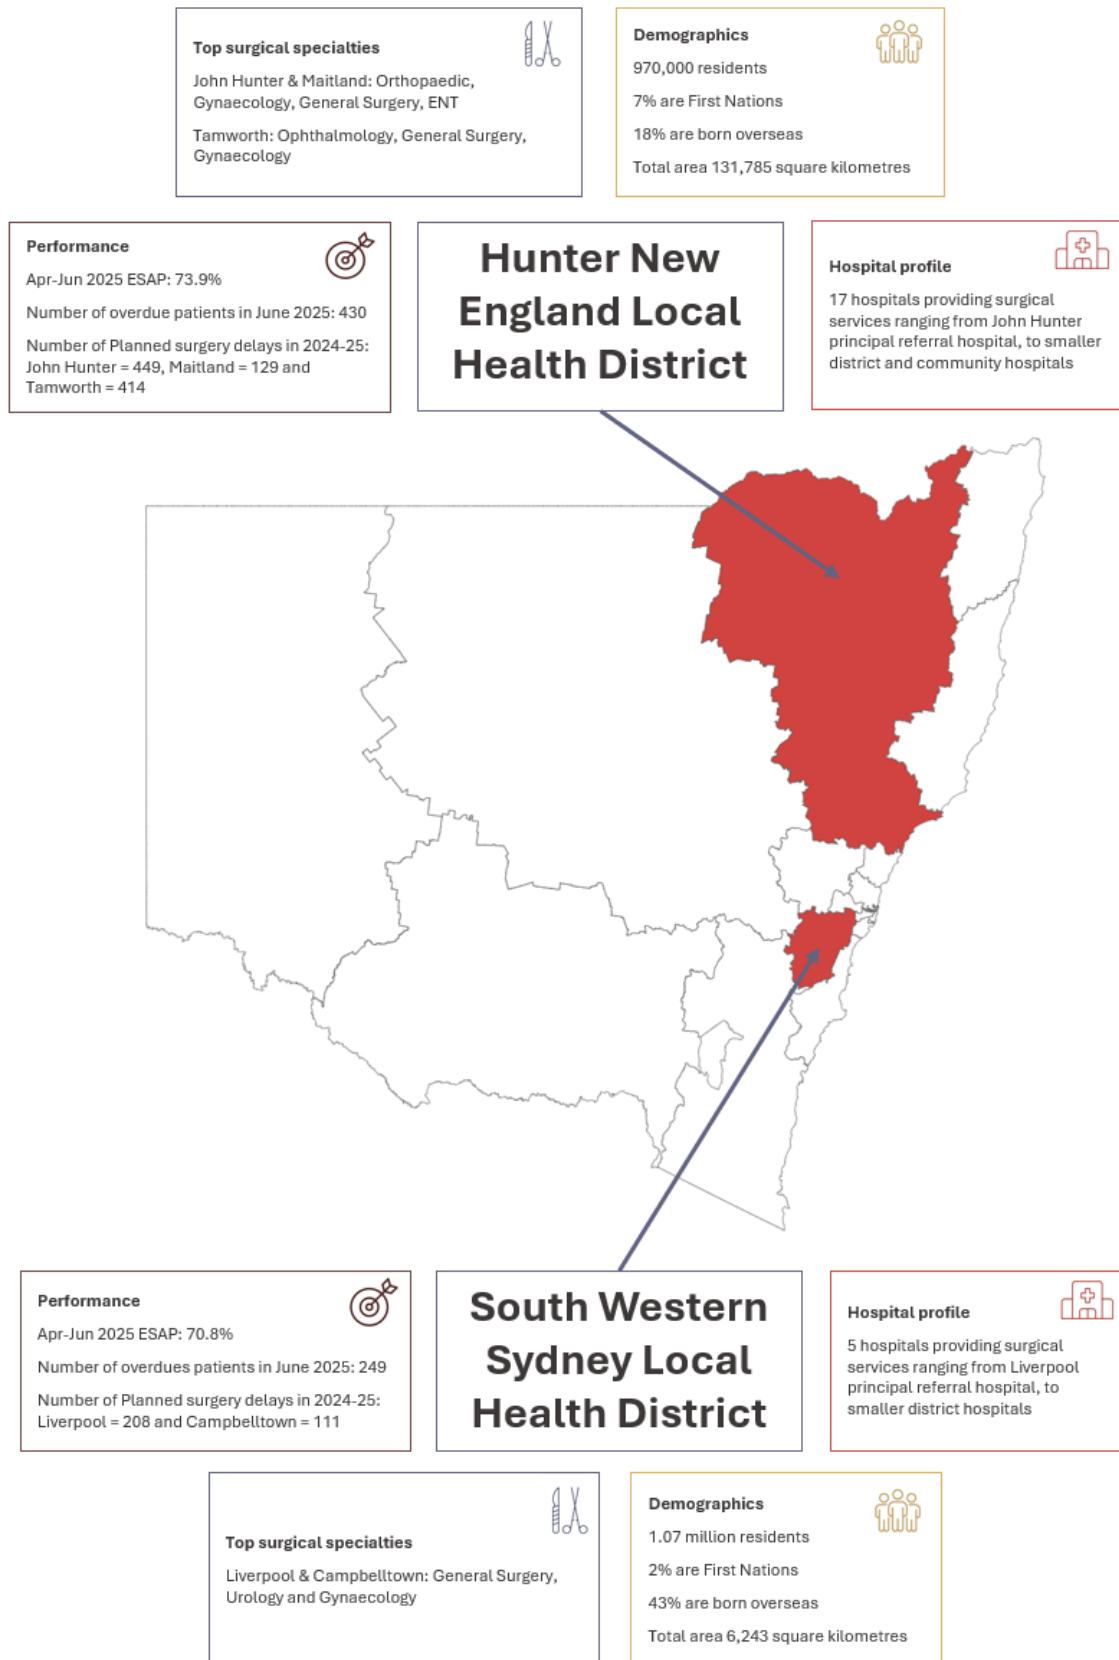 Top surgical specialties
John Hunter & Maitland: Orthopaedic,
Gynaecology, General Surgery, ENT
Tamworth: Ophthalmology, General Surgery,
Gynaecology
Demographics
970,000 residents
7% are First Nations
18% are born overseas
Total area 131,785 square kilometres
Performance
Apr-Jun 2025 ESAP: 73.9%
Number of overdue patients in June 2025: 430
Number of Planned surgery delays in 2024-25:
John Hunter = 449, Maitland = 129 and
Tamworth = 414
Hunter New
England Local
Health District
Hospital profile
17 hospitals providing surgical
services ranging from John Hunter
principal referral hospital, to smaller
district and community hospitals
Performance
Apr-Jun 2025 ESAP: 70.8%
Number of overdues patients in June 2025: 249
Number of Planned surgery delays in 2024-25:
Liverpool = 208 and Campbelltown = 111
South Western
Sydney Local
Health District
Hospital profile
5 hospitals providing surgical
services ranging from Liverpool
principal referral hospital, to
smaller district hospitals
Top surgical specialties
Liverpool & Campbelltown: General Surgery,
Urology and Gynaecology
Demographics
1.07 million residents
2% are First Nations
43% are born overseas
Total area 6,243 square kilometres